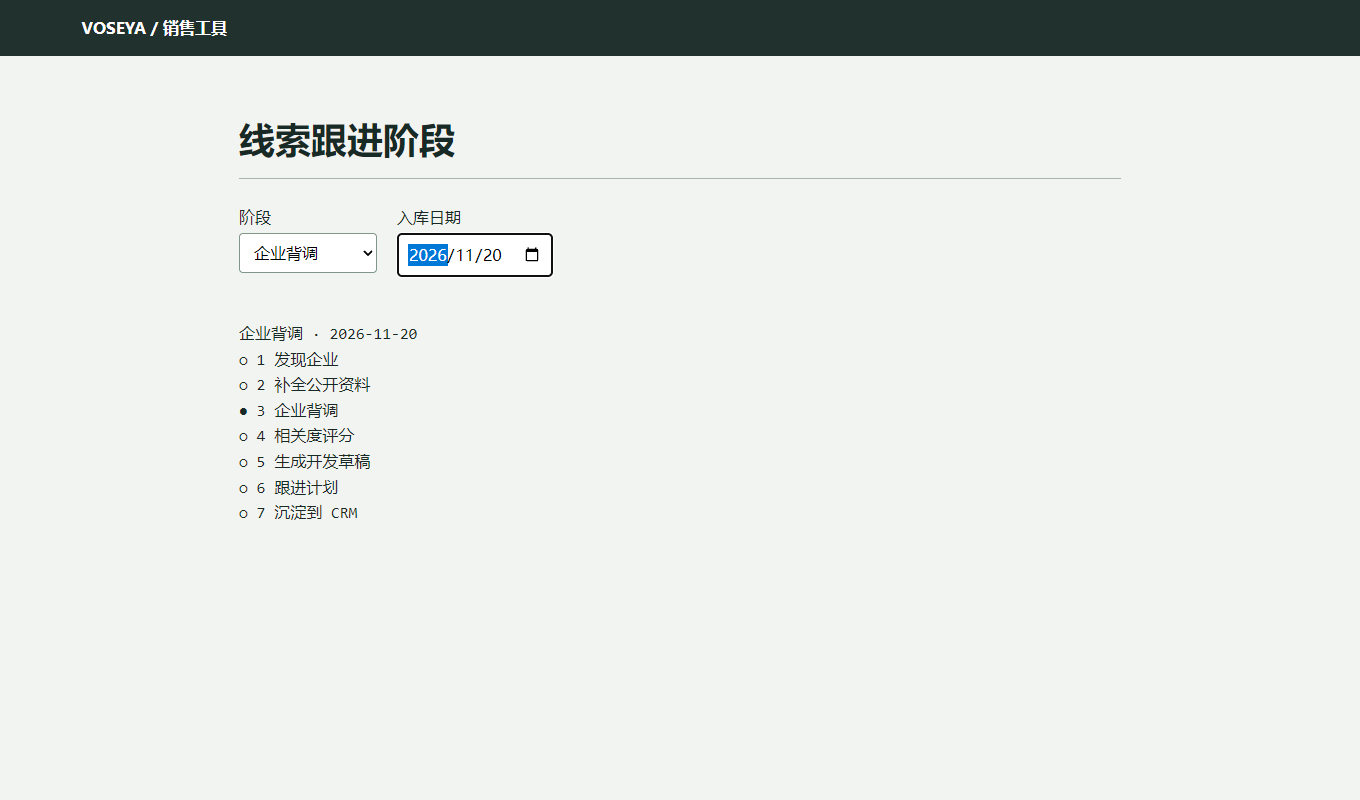 VOSEYA / 销售工具
线索跟进阶段
阶段
入库日期
企业背调
2026/11/20
企业背调 · 2026-11-20
○ 1 发现企业
○ 2 补全公开资料
● 3 企业背调
○ 4 相关度评分
○ 5 生成开发草稿
○ 6 跟进计划
○ 7 沉淀到 CRM